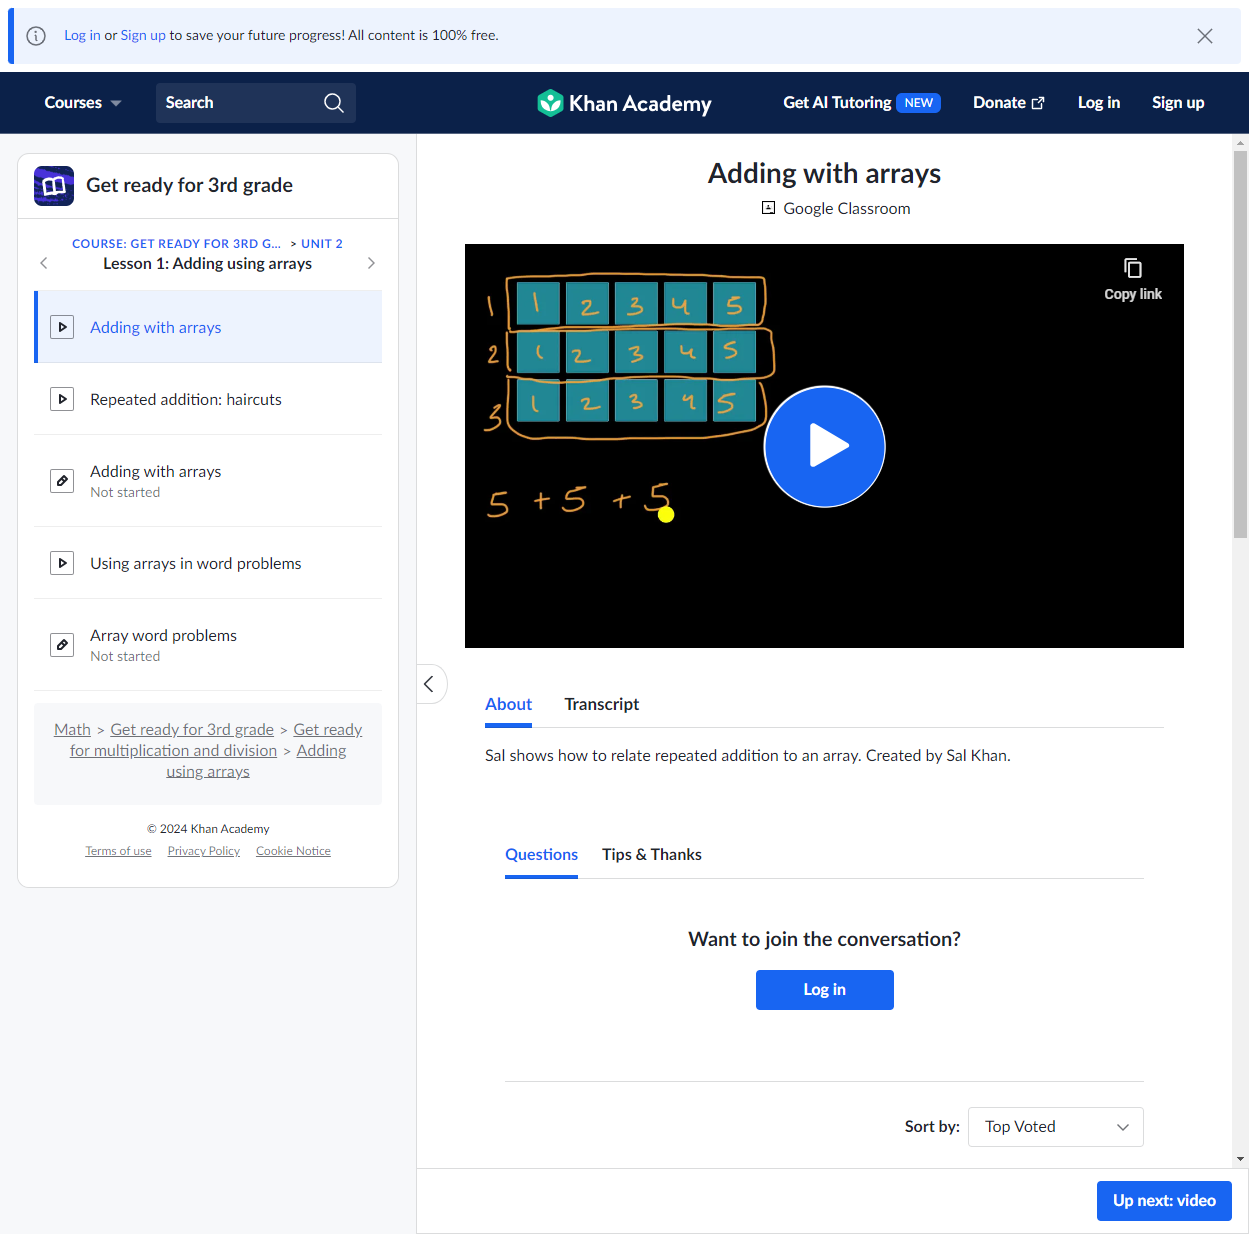 Log in or Sign up to save your future progress! All content is 100% free.
Courses
Search
Khan Academy
Get AI Tutoring NEW
Donate
Log in
Sign up
Get ready for 3rd grade
COURSE: GET READY FOR 3RD G... > UNIT 2
Lesson 1: Adding using arrays
Adding with arrays
Repeated addition: haircuts
Adding with arrays
Not started
Using arrays in word problems
Array word problems
Not started
Math > Get ready for 3rd grade > Get ready
for multiplication and division > Adding
using arrays
© 2024 Khan Academy
Terms of use Privacy Policy Cookie Notice
Adding with arrays
Google Classroom
Copy link
1 1 2 3 4 5
2 1 2 3 4 5
3 1 2 3 4 5
5 + 5 + 5
About Transcript
Sal shows how to relate repeated addition to an array. Created by Sal Khan.
Questions Tips & Thanks
Want to join the conversation?
Log in
Sort by: Top Voted
Up next: video